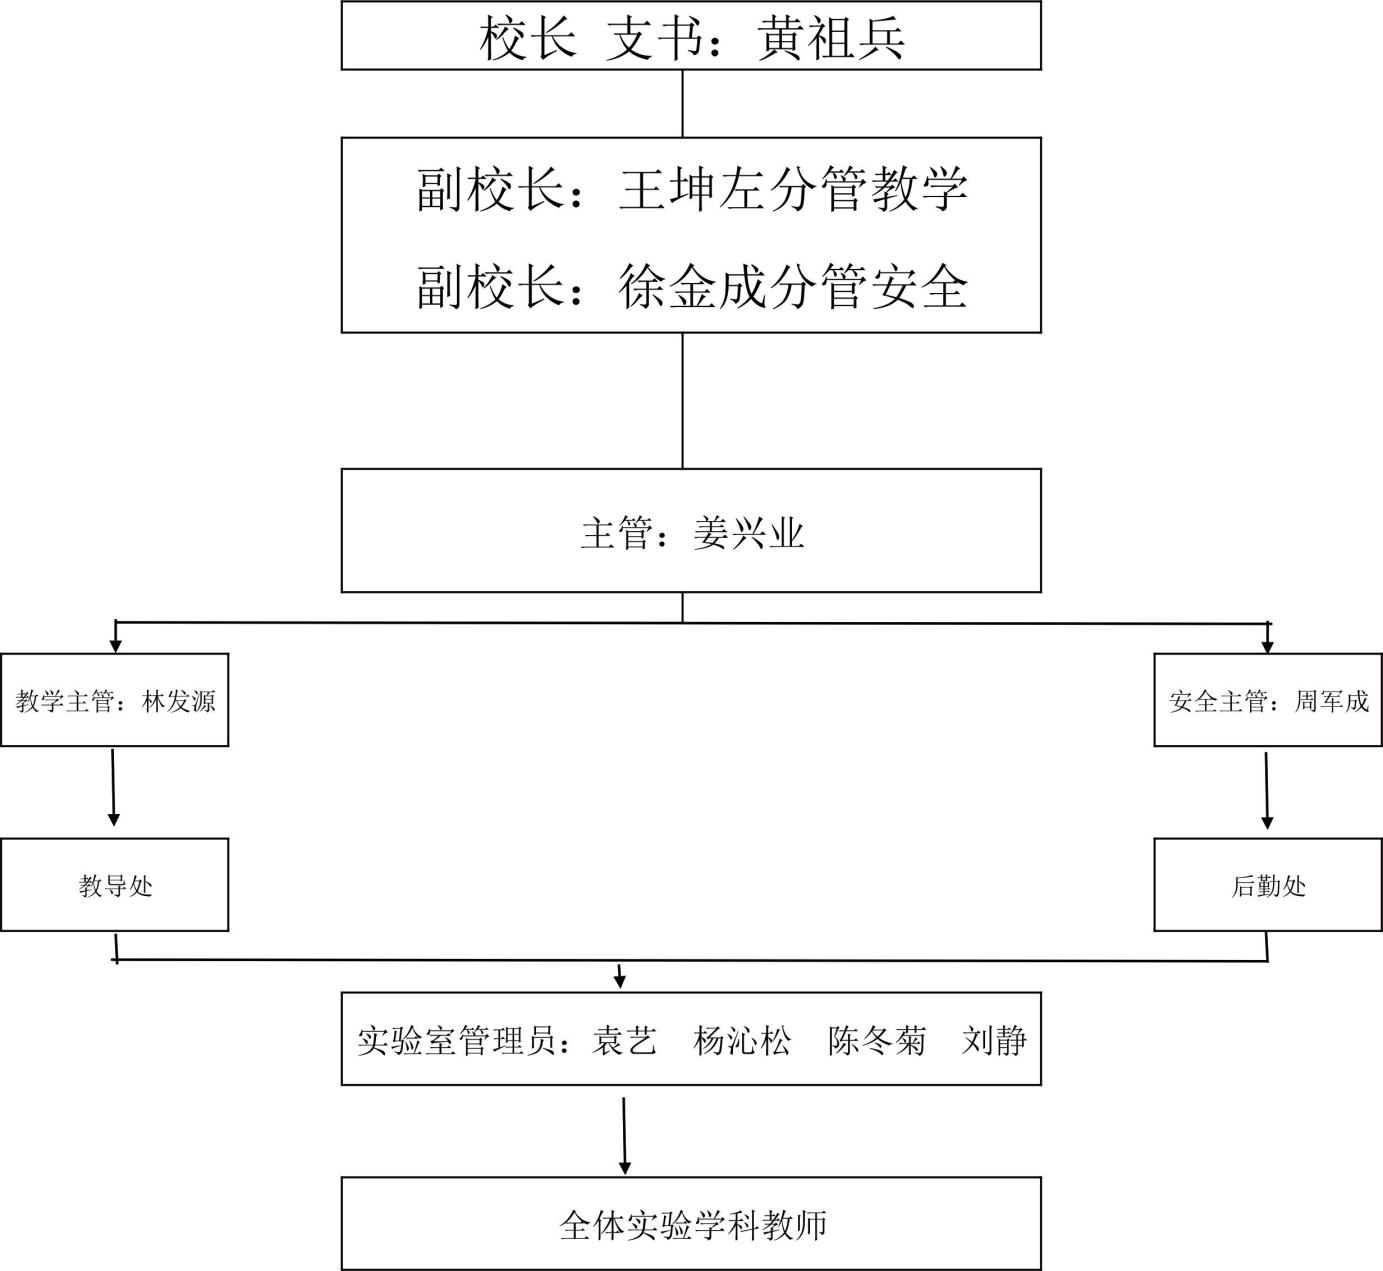 校长 支书：黄祖兵
副校长：王坤左分管教学
副校长：徐金成分管安全
主管：姜兴业
教学主管：林发源
安全主管：周军成
教导处
后勤处
实验室管理员：袁艺 杨沁松 陈冬菊 刘静
全体实验学科教师